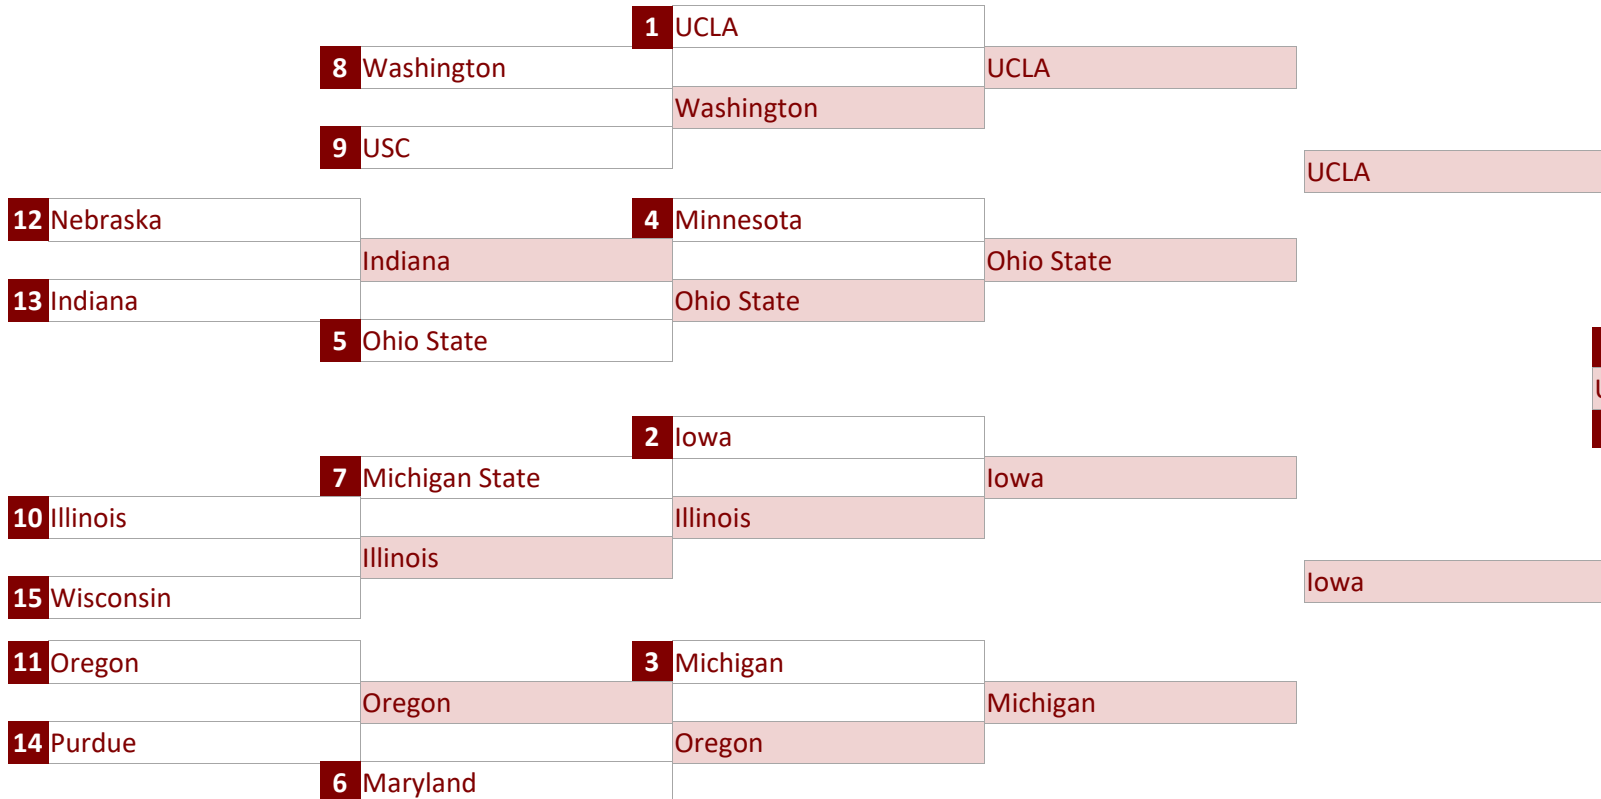 1 UCLA
8 Washington UCLA
Washington
9 USC
UCLA
12 Nebraska 4 Minnesota
Indiana Ohio State
13 Indiana Ohio State
5 Ohio State
2 Iowa
7 Michigan State Iowa
10 Illinois Illinois
Illinois
Iowa
15 Wisconsin
11 Oregon 3 Michigan
Oregon Michigan
14 Purdue Oregon
6 Maryland